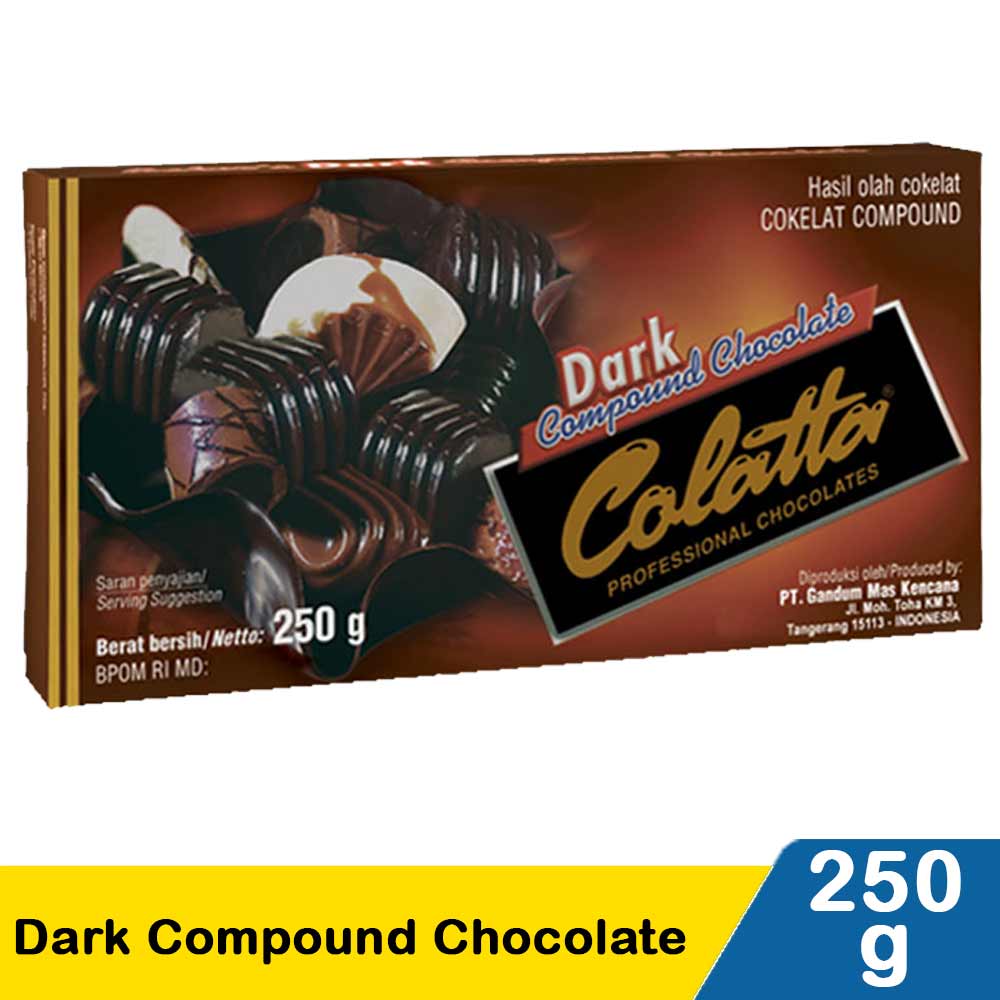 Dark
Hasil olah cokelat
COKELAT COMPOUND
Dark
Compound Chocolate
Colatta®
PROFESSIONAL CHOCOLATES
Saran penyajian/
Serving Suggestion
Berat bersih/Netto: 250 g
BPOM RI MD:
Diproduksi oleh/Produced by:
PT. Gandum Mas Kencana
Jl. Moh. Toha KM 3,
Tangerang 15113 - INDONESIA
Dark Compound Chocolate
250
g